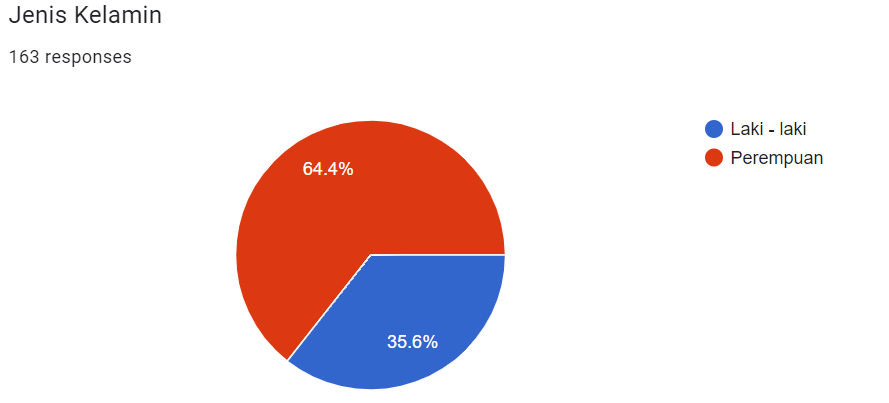 Jenis Kelamin
163 responses
64.4%
35.6%
Laki - laki
Perempuan